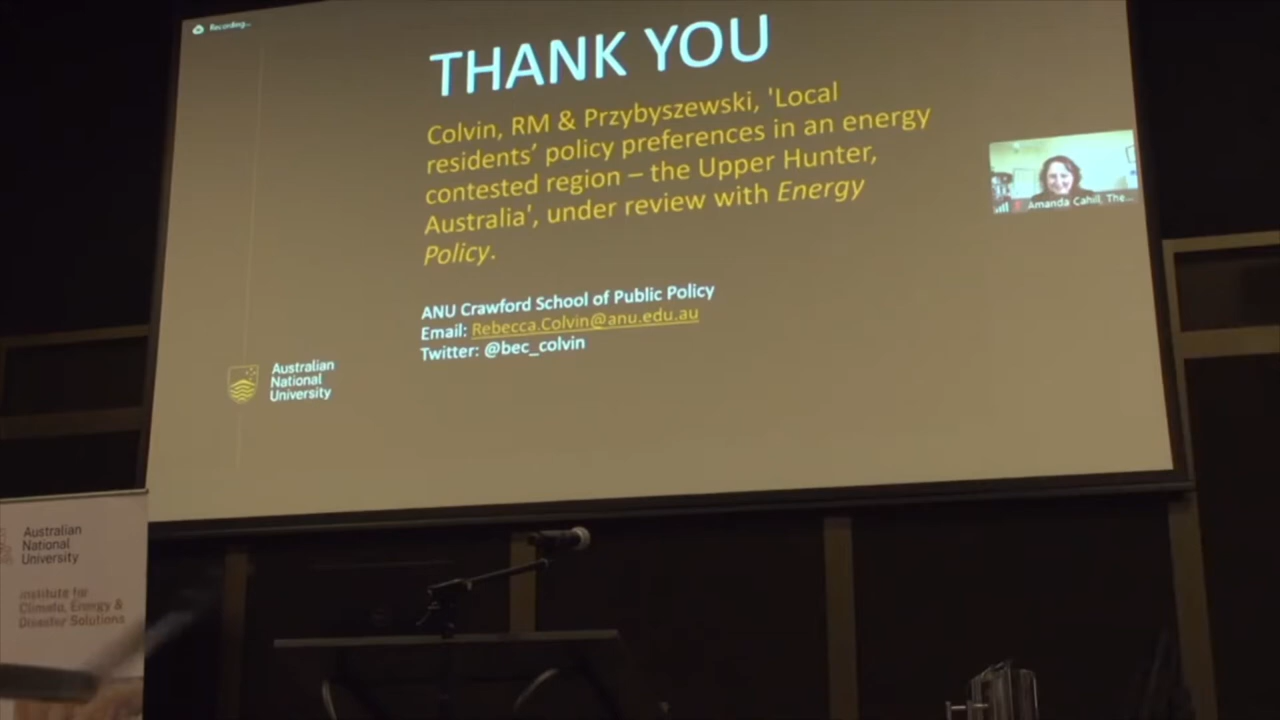 Recording...
THANK YOU
Colvin, RM & Przybyszewski, 'Local
residents' policy preferences in an energy
contested region – the Upper Hunter,
Australia', under review with Energy
Policy.
Amanda Cahill, The...
ANU Crawford School of Public Policy
Email: Rebecca.Colvin@anu.edu.au
Twitter: @bec_colvin
Australian
National
University
Australian
National
University
Institute for
Climate, Energy &
Disaster Solutions